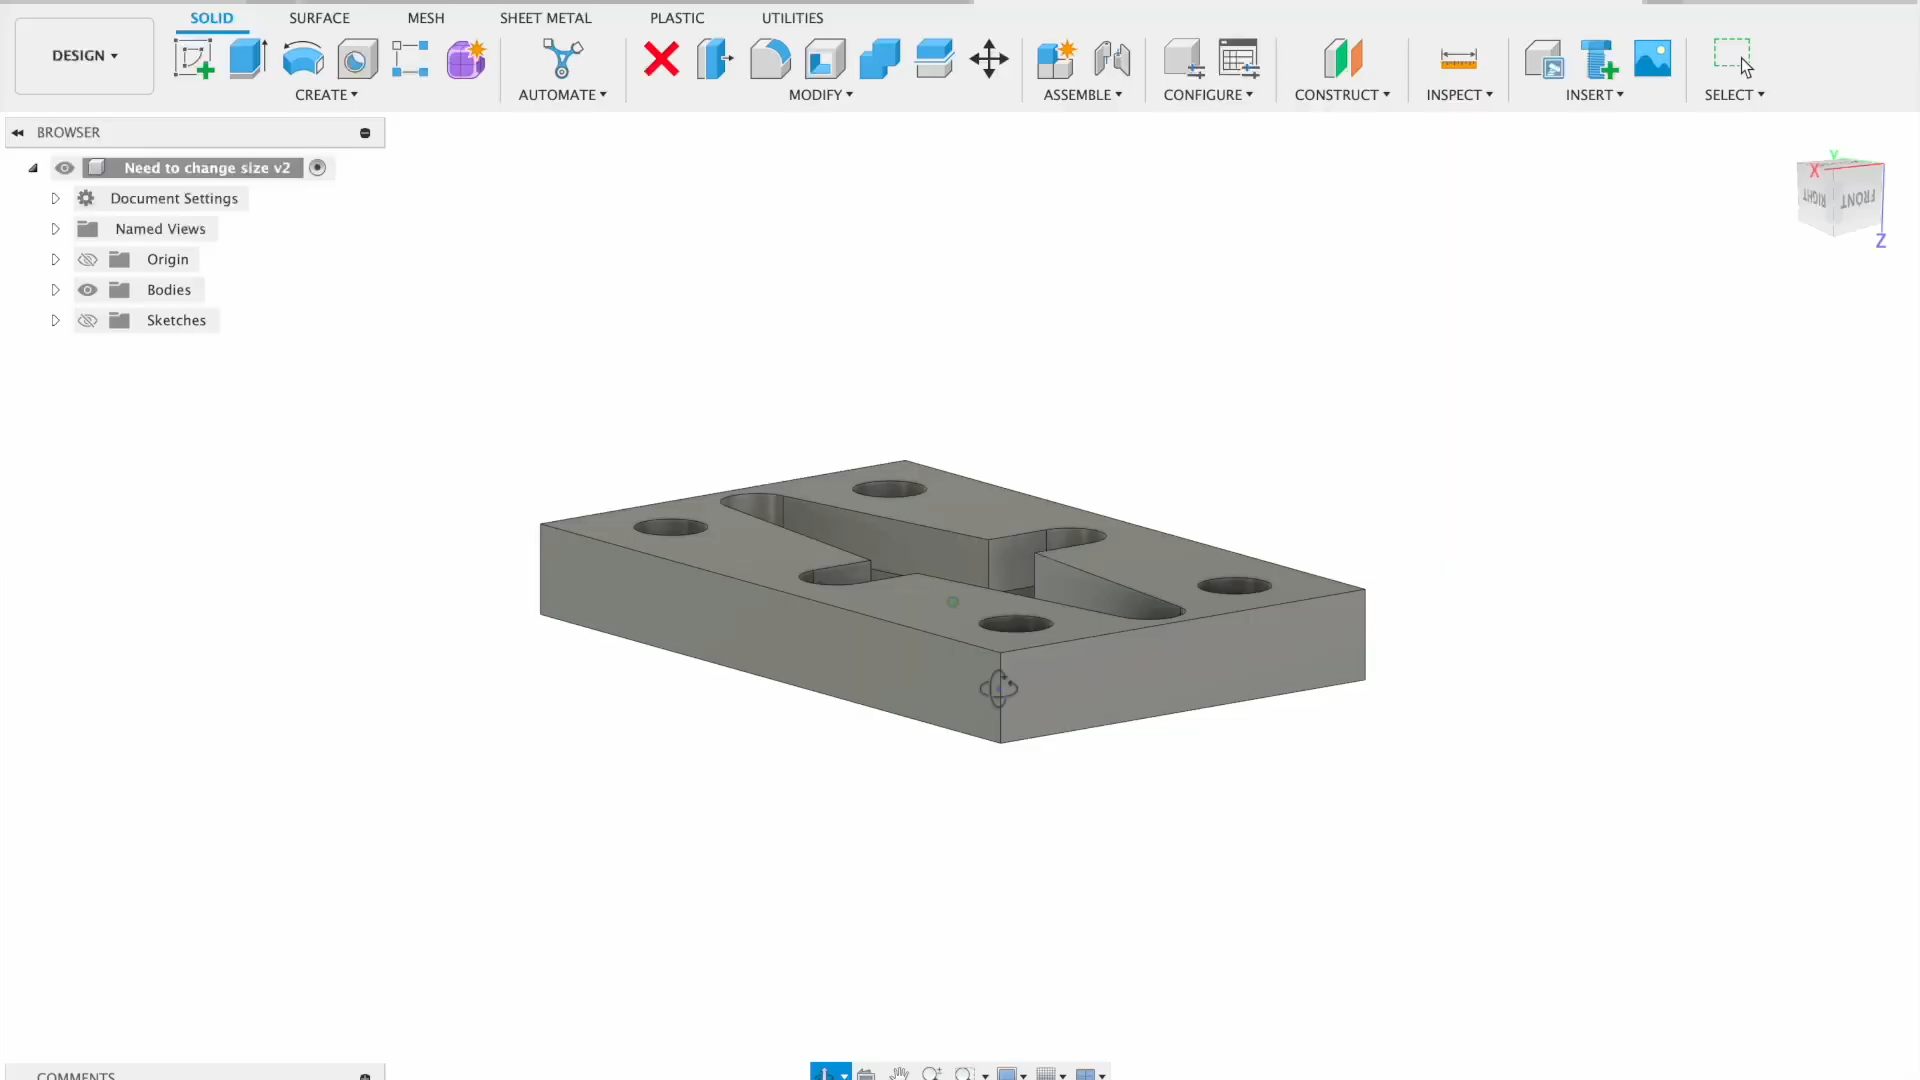 SOLID SURFACE MESH SHEET METAL PLASTIC UTILITIES
DESIGN
CREATE AUTOMATE MODIFY ASSEMBLE CONFIGURE CONSTRUCT INSPECT INSERT SELECT
BROWSER
Need to change size v2
Document Settings
Named Views
Origin
Bodies
Sketches
Y
X
RIGHT FRONT
Z
COMMENTS